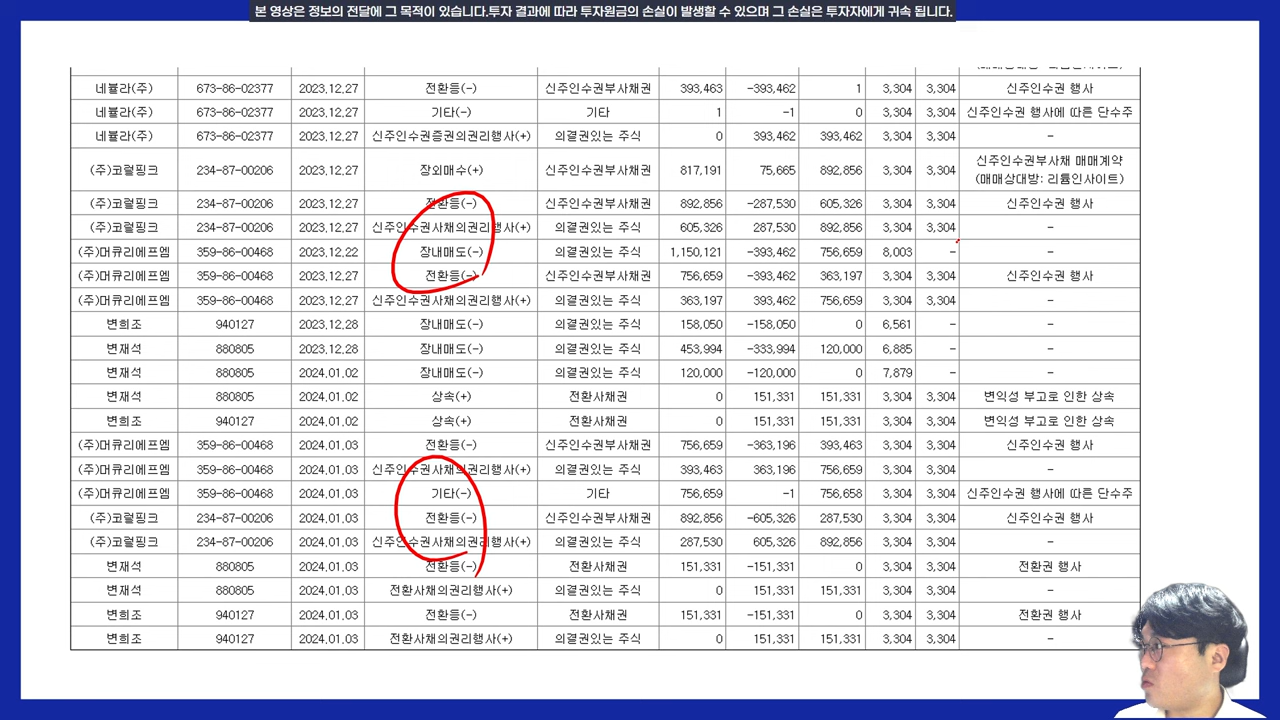 본 영상은 정보의 전달에 그 목적이 있습니다.투자 결과에 따라 투자원금의 손실이 발생할 수 있으며 그 손실은 투자자에게 귀속 됩니다.
네뷸라(주) 673-86-02377 2023.12.27 전환등(-) 신주인수권부사채권 393,463 -393,462 1 3,304 3,304 신주인수권 행사
네뷸라(주) 673-86-02377 2023.12.27 기타(-) 기타 1 -1 0 3,304 3,304 신주인수권 행사에 따른 단수주
네뷸라(주) 673-86-02377 2023.12.27 신주인수권증권의권리행사(+) 의결권있는 주식 0 393,462 393,462 3,304 3,304 -
(주)코럴핑크 234-87-00206 2023.12.27 장외매수(+) 신주인수권부사채권 817,191 75,665 892,856 3,304 3,304 신주인수권부사채 매매계약
(매매상대방: 리륨인사이트)
(주)코럴핑크 234-87-00206 2023.12.27 전환등(-) 신주인수권부사채권 892,856 -287,530 605,326 3,304 3,304 신주인수권 행사
(주)코럴핑크 234-87-00206 2023.12.27 신주인수권사채의권리행사(+) 의결권있는 주식 605,326 287,530 892,856 3,304 3,304 -
(주)머큐리에프엠 359-86-00468 2023.12.22 장내매도(-) 의결권있는 주식 1,150,121 -393,462 756,659 8,003 - -
(주)머큐리에프엠 359-86-00468 2023.12.27 전환등(-) 신주인수권부사채권 756,659 -393,462 363,197 3,304 3,304 신주인수권 행사
(주)머큐리에프엠 359-86-00468 2023.12.27 신주인수권사채의권리행사(+) 의결권있는 주식 363,197 393,462 756,659 3,304 3,304 -
변희조 940127 2023.12.28 장내매도(-) 의결권있는 주식 158,050 -158,050 0 6,561 - -
변재석 880805 2023.12.28 장내매도(-) 의결권있는 주식 453,994 -333,994 120,000 6,885 - -
변재석 880805 2024.01.02 장내매도(-) 의결권있는 주식 120,000 -120,000 0 7,879 - -
변재석 880805 2024.01.02 상속(+) 전환사채권 0 151,331 151,331 3,304 3,304 변익성 부고로 인한 상속
변희조 940127 2024.01.02 상속(+) 전환사채권 0 151,331 151,331 3,304 3,304 변익성 부고로 인한 상속
(주)머큐리에프엠 359-86-00468 2024.01.03 전환등(-) 신주인수권부사채권 756,659 -363,196 393,463 3,304 3,304 신주인수권 행사
(주)머큐리에프엠 359-86-00468 2024.01.03 신주인수권사채의권리행사(+) 의결권있는 주식 393,463 363,196 756,659 3,304 3,304 -
(주)머큐리에프엠 359-86-00468 2024.01.03 기타(-) 기타 756,659 -1 756,658 3,304 3,304 신주인수권 행사에 따른 단수주
(주)코럴핑크 234-87-00206 2024.01.03 전환등(-) 신주인수권부사채권 892,856 -605,326 287,530 3,304 3,304 신주인수권 행사
(주)코럴핑크 234-87-00206 2024.01.03 신주인수권사채의권리행사(+) 의결권있는 주식 287,530 605,326 892,856 3,304 3,304 -
변재석 880805 2024.01.03 전환등(-) 전환사채권 151,331 -151,331 0 3,304 3,304 전환권 행사
변재석 880805 2024.01.03 전환사채의권리행사(+) 의결권있는 주식 0 151,331 151,331 3,304 3,304 -
변희조 940127 2024.01.03 전환등(-) 전환사채권 151,331 -151,331 0 3,304 3,304 전환권 행사
변희조 940127 2024.01.03 전환사채의권리행사(+) 의결권있는 주식 0 151,331 151,331 3,304 3,304 -